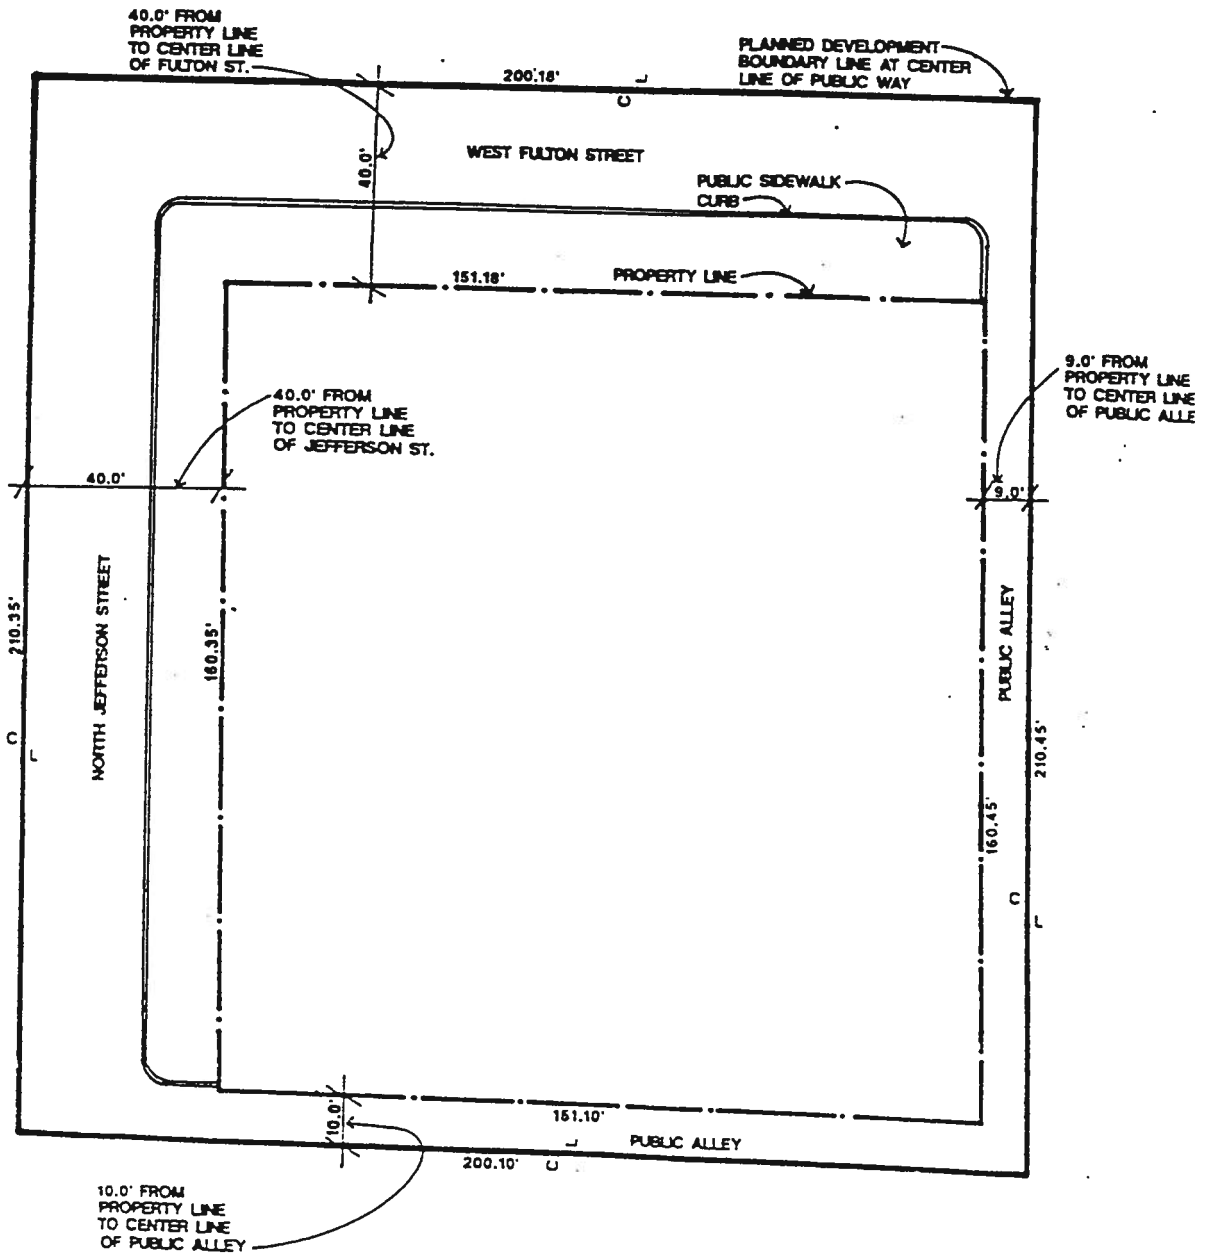 40.0' FROM
PROPERTY LINE
TO CENTER LINE
OF FULTON ST.
200.18'
C L
PLANNED DEVELOPMENT
BOUNDARY LINE AT CENTER
LINE OF PUBLIC WAY
40.0'
WEST FULTON STREET
PUBLIC SIDEWALK
CURB
151.18'
PROPERTY LINE
9.0' FROM
PROPERTY LINE
TO CENTER LINE
OF PUBLIC ALLE
40.0' FROM
PROPERTY LINE
TO CENTER LINE
OF JEFFERSON ST.
40.0'
9.0'
210.35'
NORTH JEFFERSON STREET
160.35'
PUBLIC ALLEY
210.45'
C L
160.45'
C L
10.0'
151.10'
PUBLIC ALLEY
200.10'
C L
10.0' FROM
PROPERTY LINE
TO CENTER LINE
OF PUBLIC ALLEY